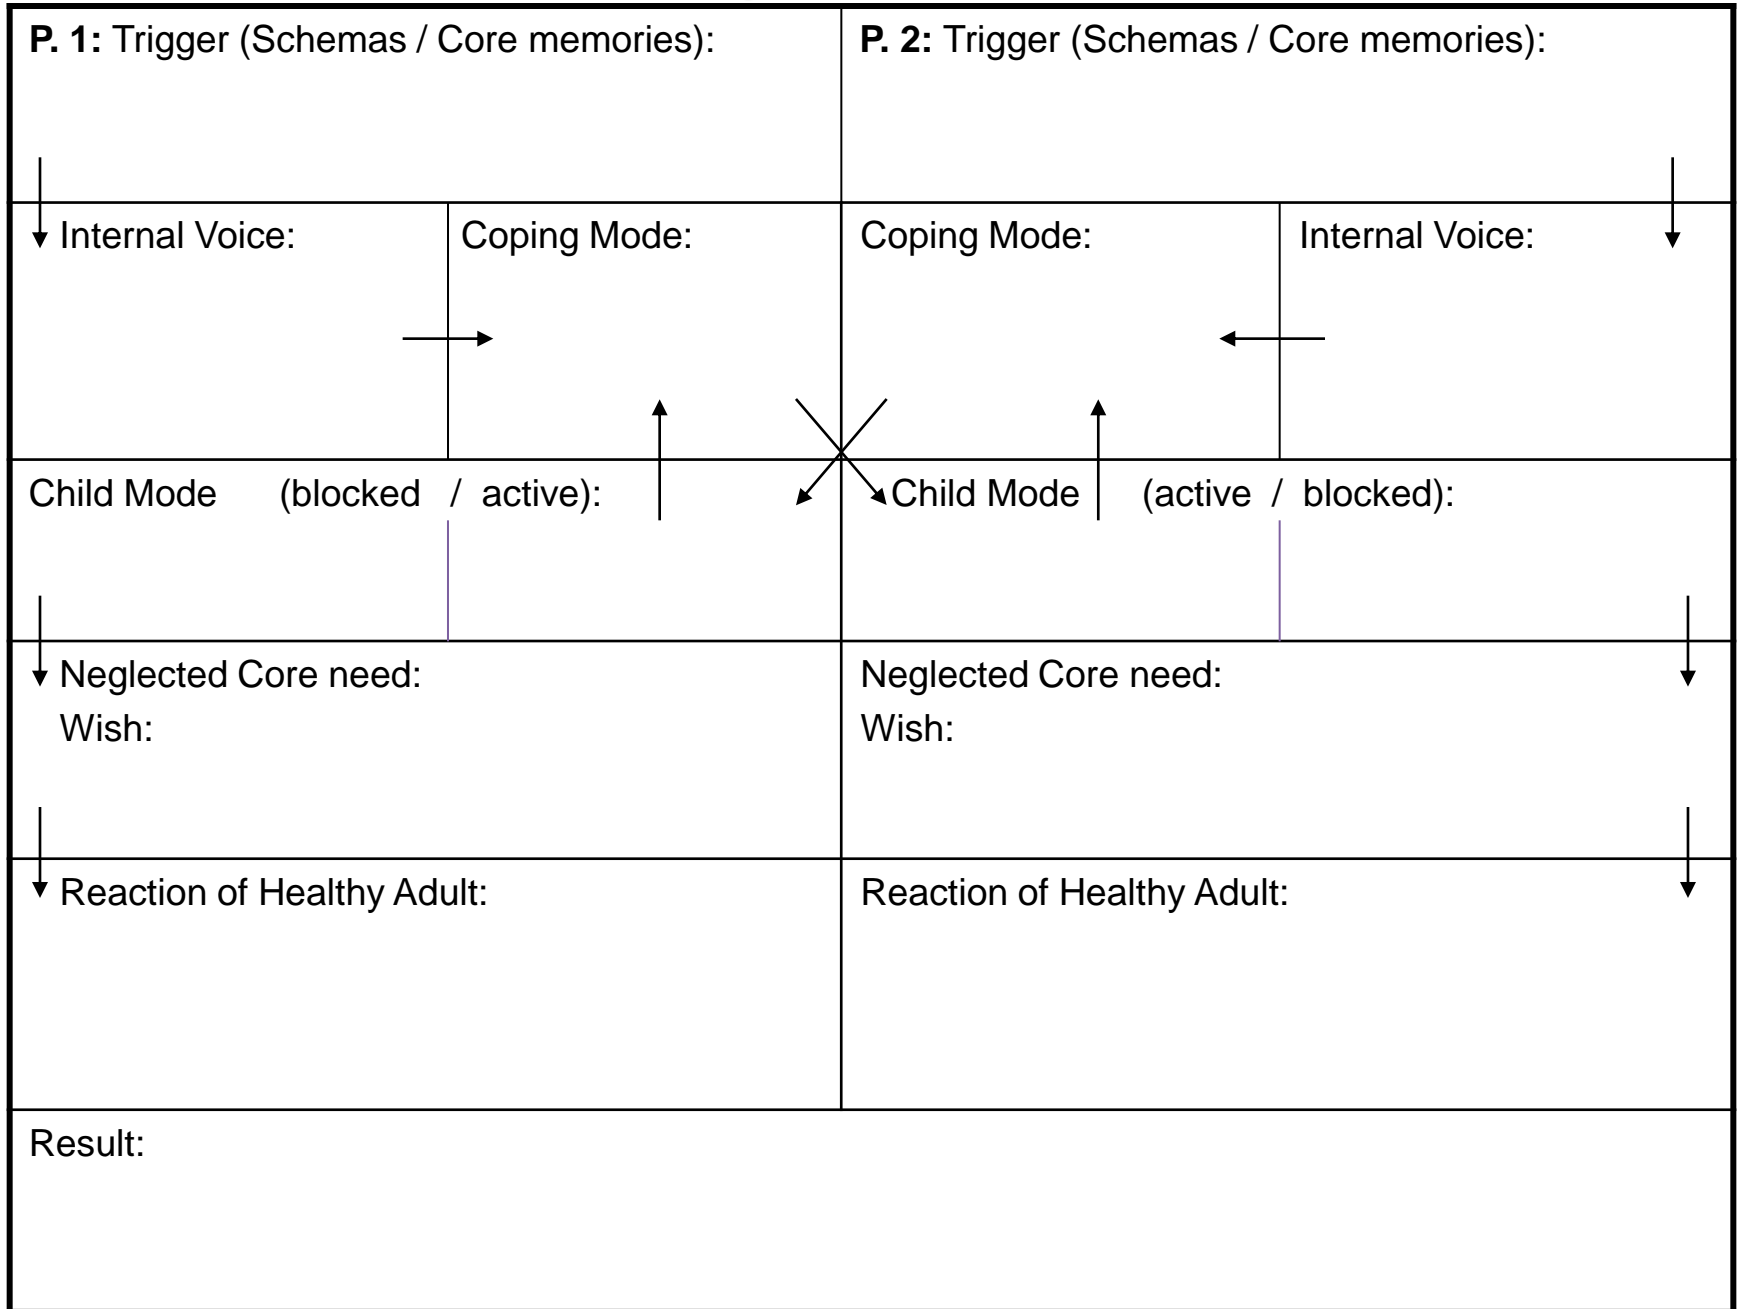 P. 1: Trigger (Schemas / Core memories):
P. 2: Trigger (Schemas / Core memories):
Internal Voice:
Coping Mode:
Coping Mode:
Internal Voice:
Child Mode (blocked / active):
Child Mode (active / blocked):
Neglected Core need:
Wish:
Neglected Core need:
Wish:
Reaction of Healthy Adult:
Reaction of Healthy Adult:
Result: